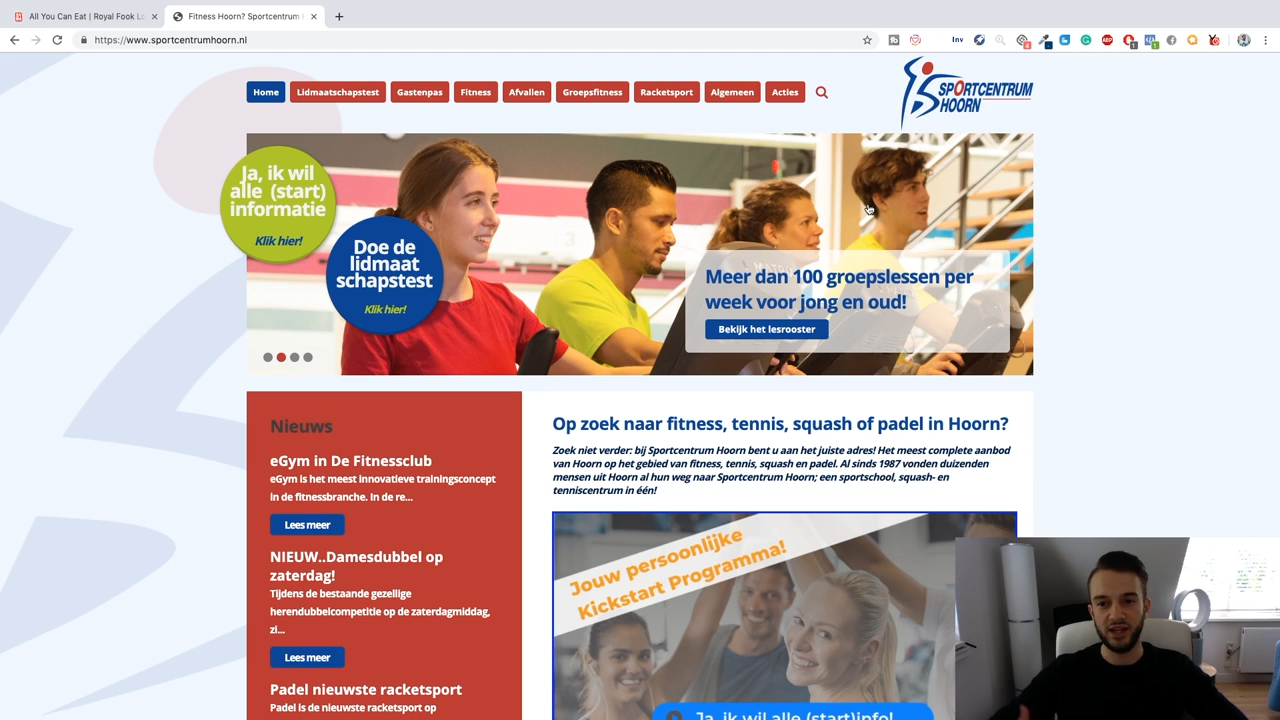 All You Can Eat | Royal Fook Lo
Fitness Hoorn? Sportcentrum
https://www.sportcentrumhoorn.nl
Inv
Home
Lidmaatschapstest
Gastenpas
Fitness
Afvallen
Groepsfitness
Racketsport
Algemeen
Acties
SPORTCENTRUM
HOORN
Ja, ik wil
alle (start)
informatie
Klik hier!
Doe de
lidmaat
schapstest
Klik hier!
Meer dan 100 groepslessen per
week voor jong en oud!
Bekijk het lesrooster
Nieuws
eGym in De Fitnessclub
eGym is het meest innovatieve trainingsconcept
in de fitnessbranche. In de re...
Lees meer
NIEUW..Damesdubbel op
zaterdag!
Tijdens de bestaande gezellige
herendubbelcompetitie op de zaterdagmiddag,
zi...
Lees meer
Padel nieuwste racketsport
Padel is de nieuwste racketsport op
Op zoek naar fitness, tennis, squash of padel in Hoorn?
Zoek niet verder: bij Sportcentrum Hoorn bent u aan het juiste adres! Het meest complete aanbod
van Hoorn op het gebied van fitness, tennis, squash en padel. Al sinds 1987 vonden duizenden
mensen uit Hoorn al hun weg naar Sportcentrum Hoorn; een sportschool, squash- en
tenniscentrum in één!
Jouw persoonlijke
Kickstart Programma!
Ja, ik wil alle (start)info!